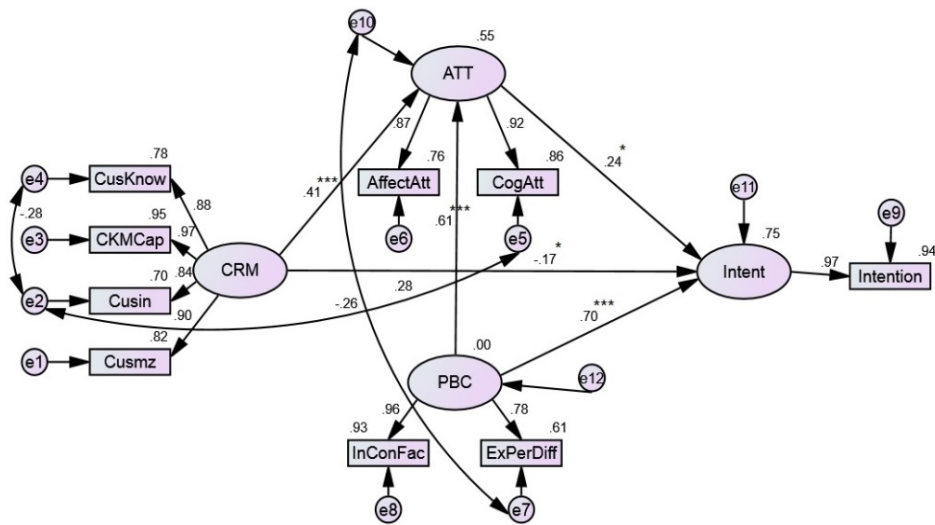 e10
.55
ATT
.87
.92
.24
*
.78
.76
.86
e4
CusKnow
AffectAtt
CogAtt
***
.41
-.28
.88
.95
.61
***
e11
e3
CKMCap
.97
e6
e5
.75
e9
.94
CRM
-.17
*
Intent
.97
Intention
.70
.84
e2
Cusin
.28
-.26
.90
.82
.70
***
e1
Cusmz
.00
PBC
e12
.96
.78
.93
.61
InConFac
ExPerDiff
e8
e7